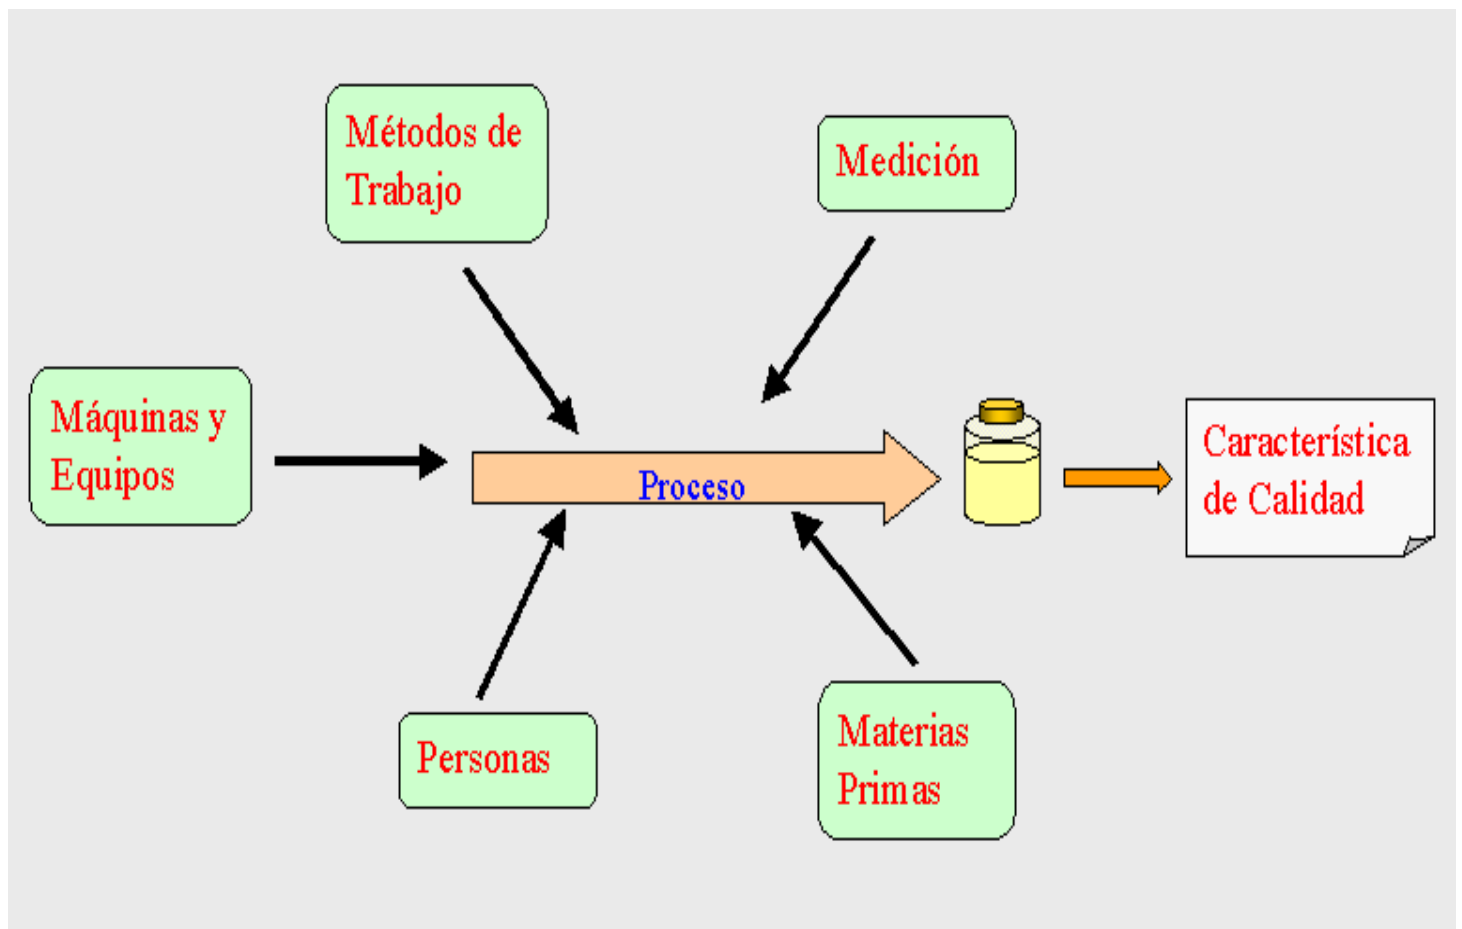 Métodos de
Trabajo
Medición
Máquinas y
Equipos
Proceso
Característica
de Calidad
Personas
Materias
Primas